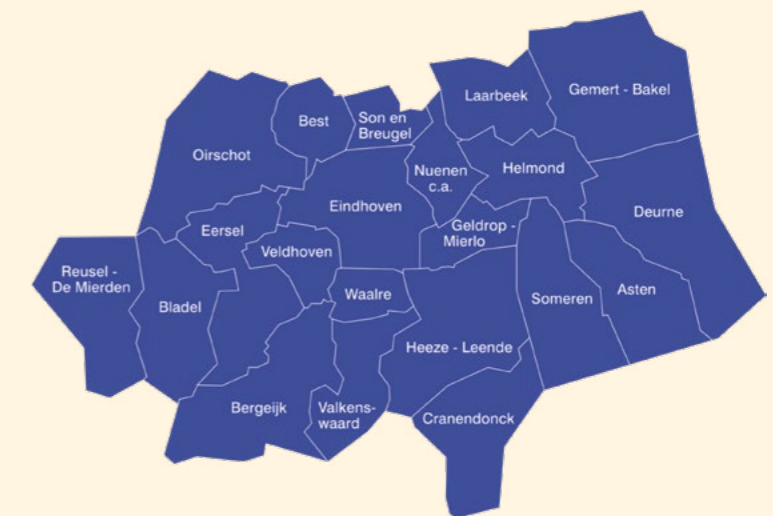 Gemert - Bakel
Laarbeek
Best
Son en
Breugel
Oirschot
Nuenen
c.a.
Helmond
Eindhoven
Deurne
Eersel
Geldrop -
Mierlo
Veldhoven
Reusel -
De Mierden
Waalre
Someren
Asten
Bladel
Heeze - Leende
Bergeijk
Valkens-
waard
Cranendonck